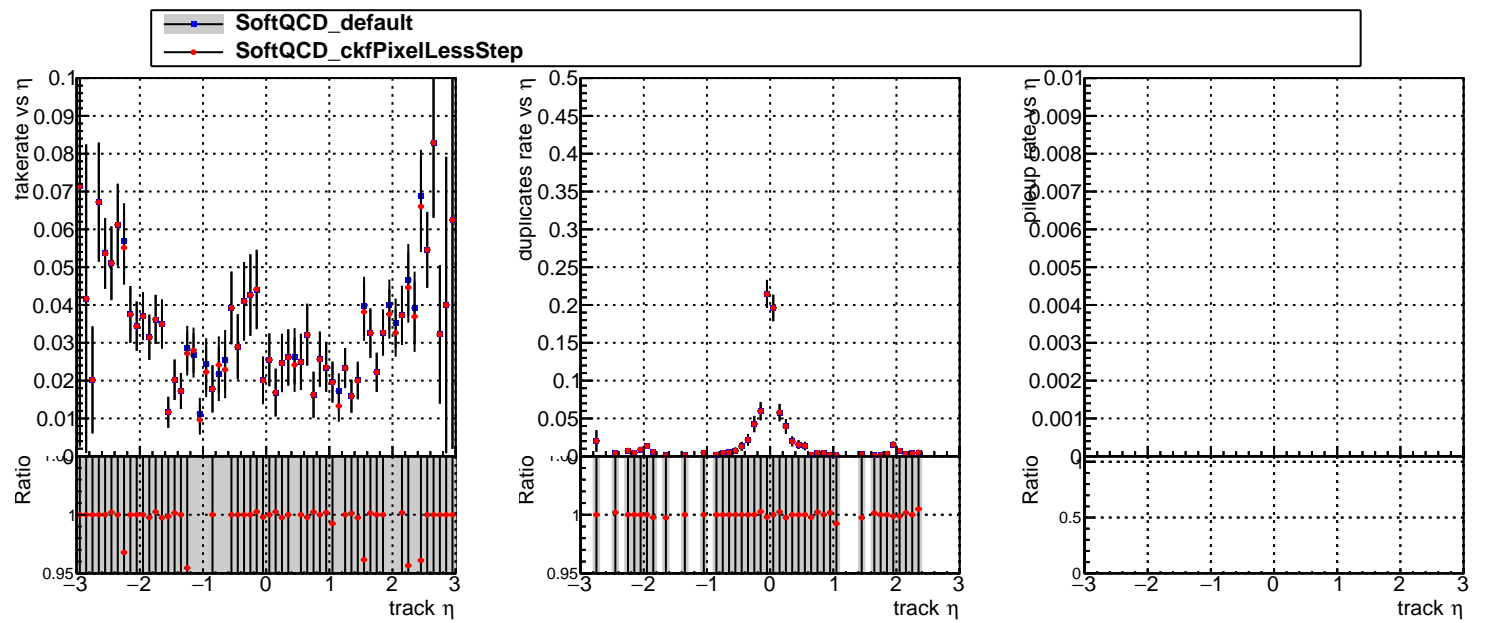 SoftQCD_default
SoftQCD_ckfPixelLessStep
fakerate vs η
0.1
0.09
0.08
0.07
0.06
0.05
0.04
0.03
0.02
0.01
0
Ratio
1
0.95
−3 −2 −1 0 1 2 3
track η
duplicates rate vs η
0.5
0.45
0.4
0.35
0.3
0.25
0.2
0.15
0.1
0.05
0
Ratio
1
0.95
−3 −2 −1 0 1 2 3
track η
pileup rate vs η
0.01
0.009
0.008
0.007
0.006
0.005
0.004
0.003
0.002
0.001
0
Ratio
0.5
0
−3 −2 −1 0 1 2 3
track η